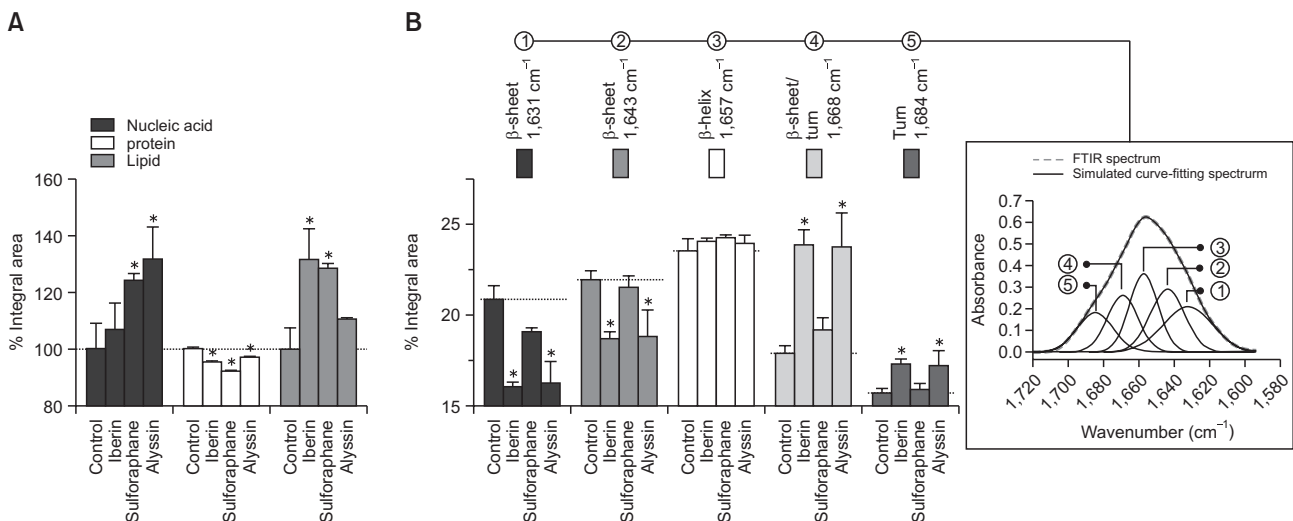 A
Nucleic acid
protein
Lipid
% Integral area
160
140
120
100
80
*
*
*
*
*
*
*
Control
Iberin
Sulforaphane
Alyssin
Control
Iberin
Sulforaphane
Alyssin
Control
Iberin
Sulforaphane
Alyssin
B
1 2 3 4 5
β-sheet
1,631 cm⁻¹
β-sheet
1,643 cm⁻¹
β-helix
1,657 cm⁻¹
β-sheet/
turn
1,668 cm⁻¹
Turn
1,684 cm⁻¹
% Integral area
25
20
15
*
*
*
*
*
*
*
*
Control
Iberin
Sulforaphane
Alyssin
Control
Iberin
Sulforaphane
Alyssin
Control
Iberin
Sulforaphane
Alyssin
Control
Iberin
Sulforaphane
Alyssin
Control
Iberin
Sulforaphane
Alyssin
FTIR spectrum
Simulated curve-fitting spectrurm
Absorbance
0.7
0.6
0.5
0.4
0.3
0.2
0.1
0.0
4
5
3
2
1
1,720
1,700
1,680
1,660
1,640
1,620
1,600
1,580
Wavenumber (cm⁻¹)